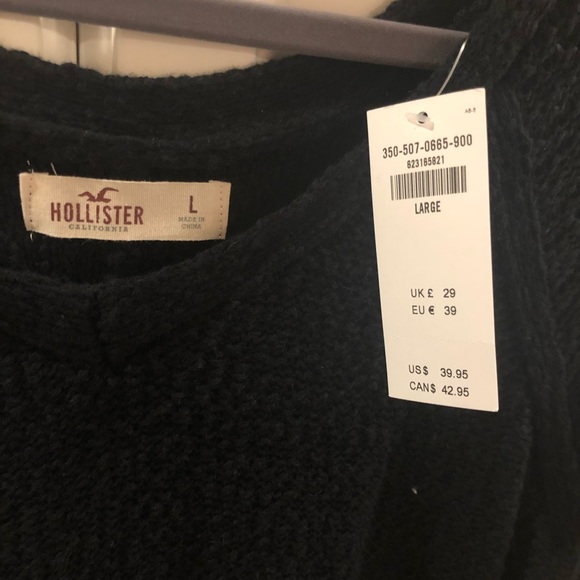 HOLLISTER
CALIFORNIA
L
MADE IN
CHINA
350-507-0665-900
623165821
LARGE
UK £ 29
EU € 39
US$ 39.95
CAN$ 42.95